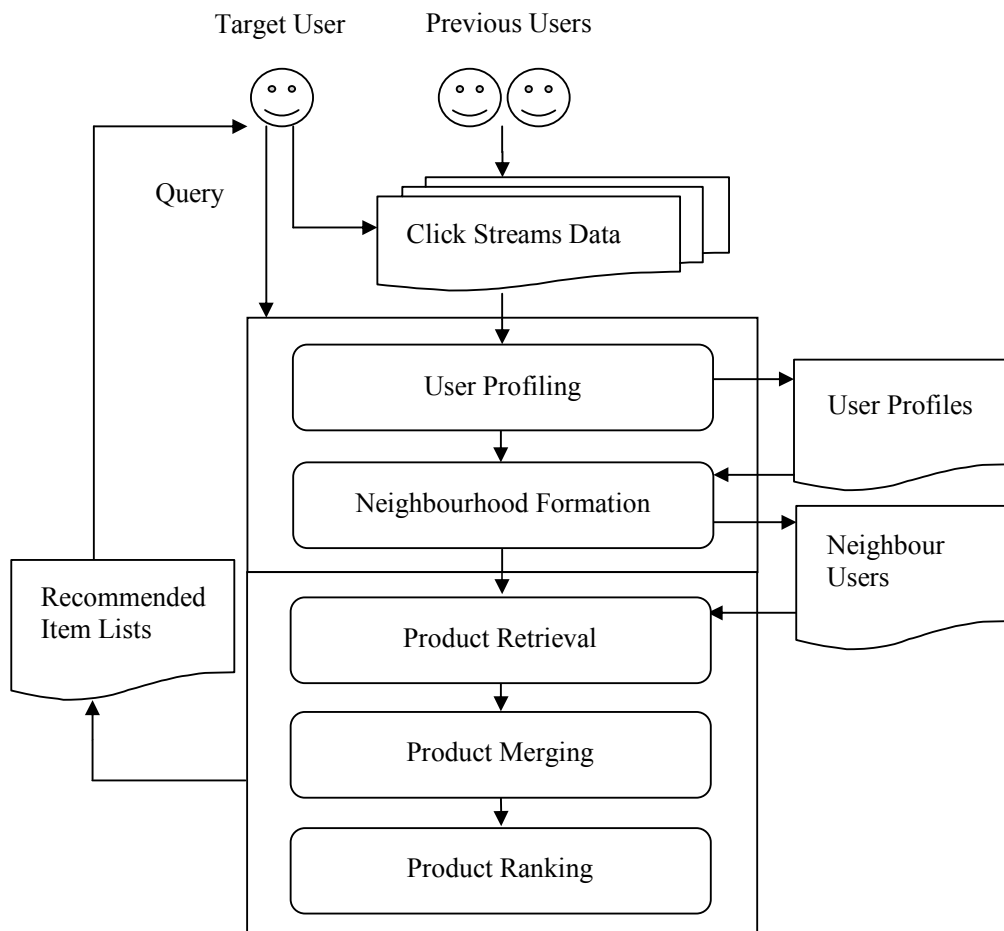 Target User
Previous Users
Query
Click Streams Data
User Profiling
User Profiles
Neighbourhood Formation
Neighbour
Users
Recommended
Item Lists
Product Retrieval
Product Merging
Product Ranking